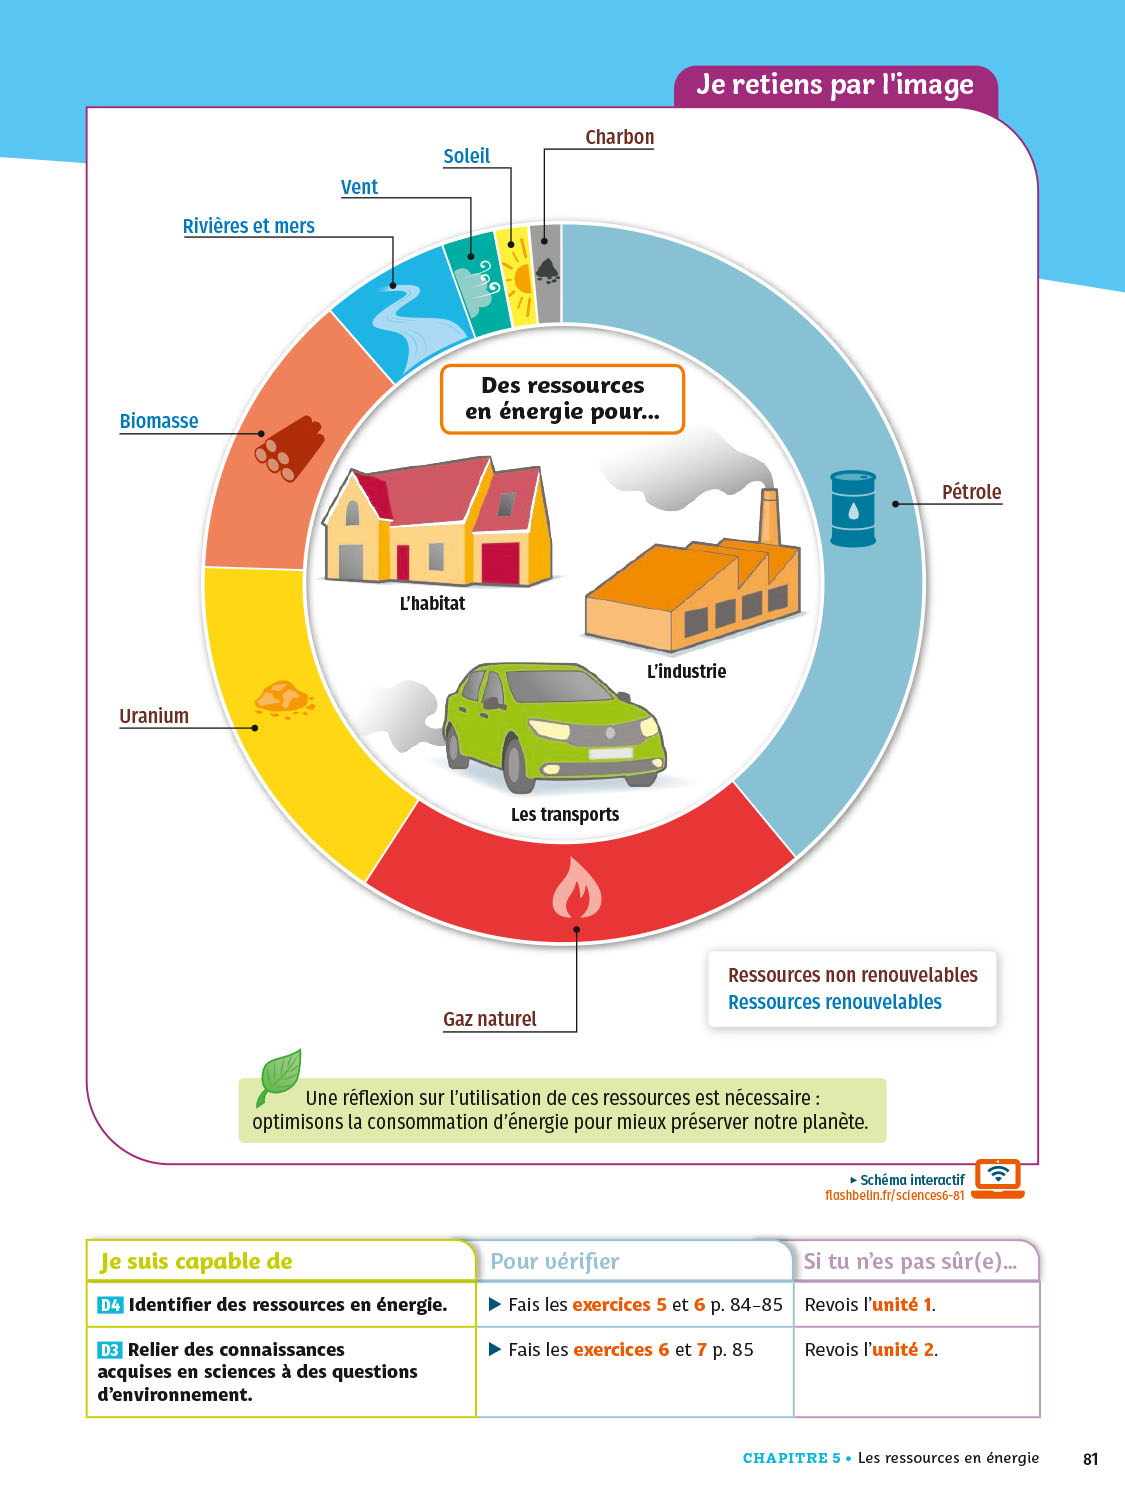 Je retiens par l'image
Charbon
Soleil
Vent
Rivières et mers
Des ressources
en énergie pour...
Biomasse
Pétrole
L'habitat
L'industrie
Uranium
Les transports
Ressources non renouvelables
Ressources renouvelables
Gaz naturel
Une réflexion sur l'utilisation de ces ressources est nécessaire :
optimisons la consommation d'énergie pour mieux préserver notre planète.
▶ Schéma interactif
flashbelin.fr/sciences6-81
Je suis capable de
Pour vérifier
Si tu n'es pas sûr(e)...
D4 Identifier des ressources en énergie.
▶ Fais les exercices 5 et 6 p. 84-85
Revois l'unité 1.
D3 Relier des connaissances
acquises en sciences à des questions
d'environnement.
▶ Fais les exercices 6 et 7 p. 85
Revois l'unité 2.
CHAPITRE 5 • Les ressources en énergie 81